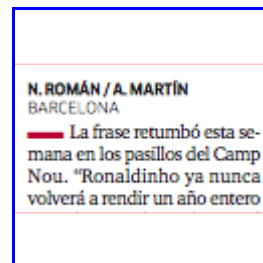 N. ROMÁN / A. MARTÍN
BARCELONA
La frase retumbó esta se-
mana en los pasillos del Camp
Nou. “Ronaldinho ya nunca
volverá a rendir un año entero